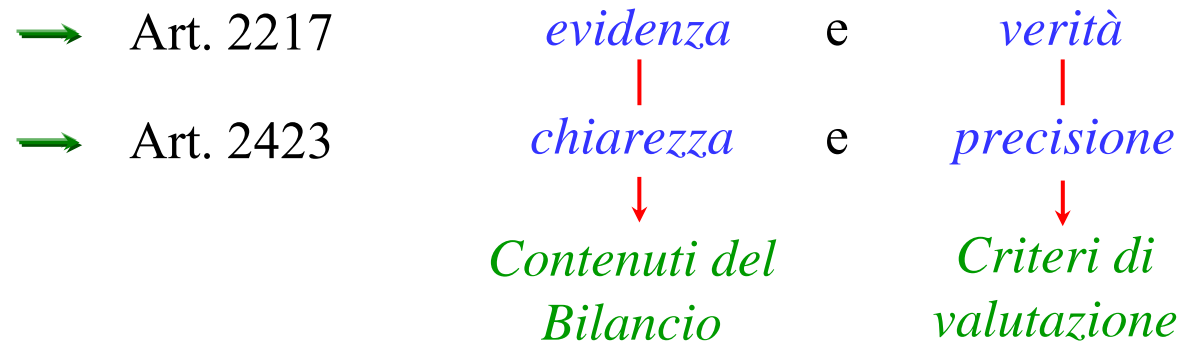 Art. 2217 evidenza e verità
Art. 2423 chiarezza e precisione
Contenuti del Bilancio
Criteri di valutazione